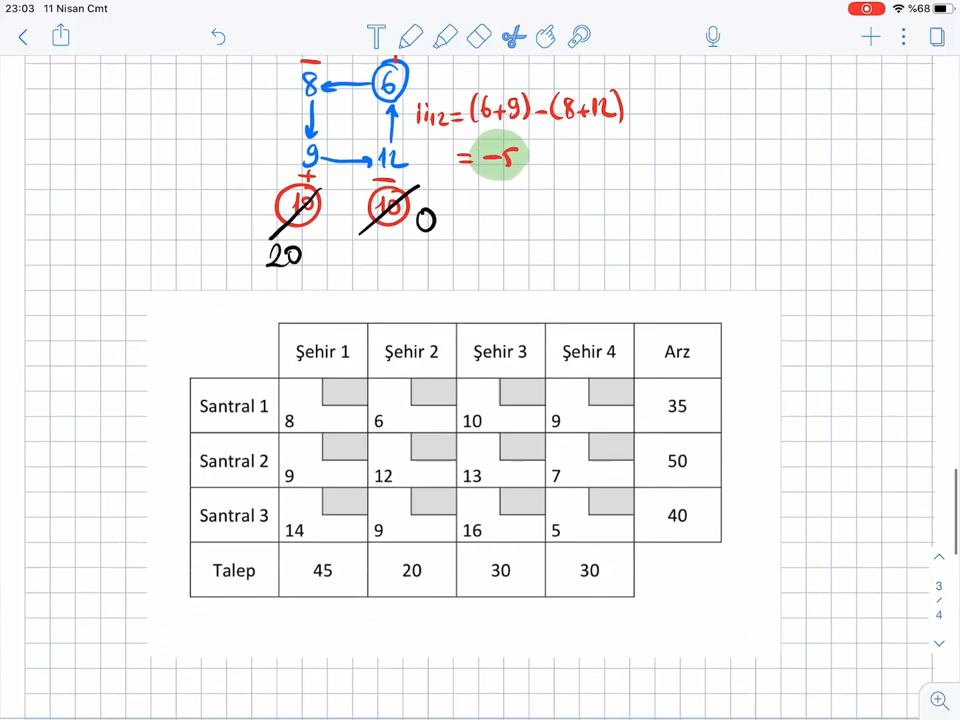 23:03 11 Nisan Cmt %68
T
− +
8 6
İi12 = (6+9) − (8+12)
9 12 = −5
+ −
10 10 0
20
Şehir 1 Şehir 2 Şehir 3 Şehir 4 Arz
Santral 1 8 6 10 9 35
Santral 2 9 12 13 7 50
Santral 3 14 9 16 5 40
Talep 45 20 30 30
3
/
4